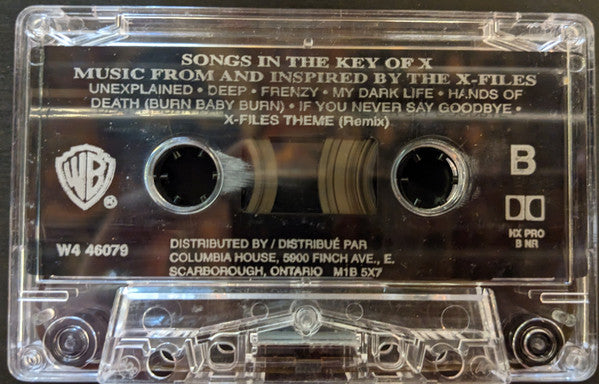 SONGS IN THE KEY OF X
MUSIC FROM AND INSPIRED BY THE X-FILES
UNEXPLAINED • DEEP • FRENZY • MY DARK LIFE • HANDS OF
DEATH (BURN BABY BURN) • IF YOU NEVER SAY GOODBYE •
X-FILES THEME (Remix)
WB
®
B
HX PRO
B NR
W4 46079
DISTRIBUTED BY / DISTRIBUÉ PAR
COLUMBIA HOUSE, 5900 FINCH AVE., E.
SCARBOROUGH, ONTARIO M1B 5X7